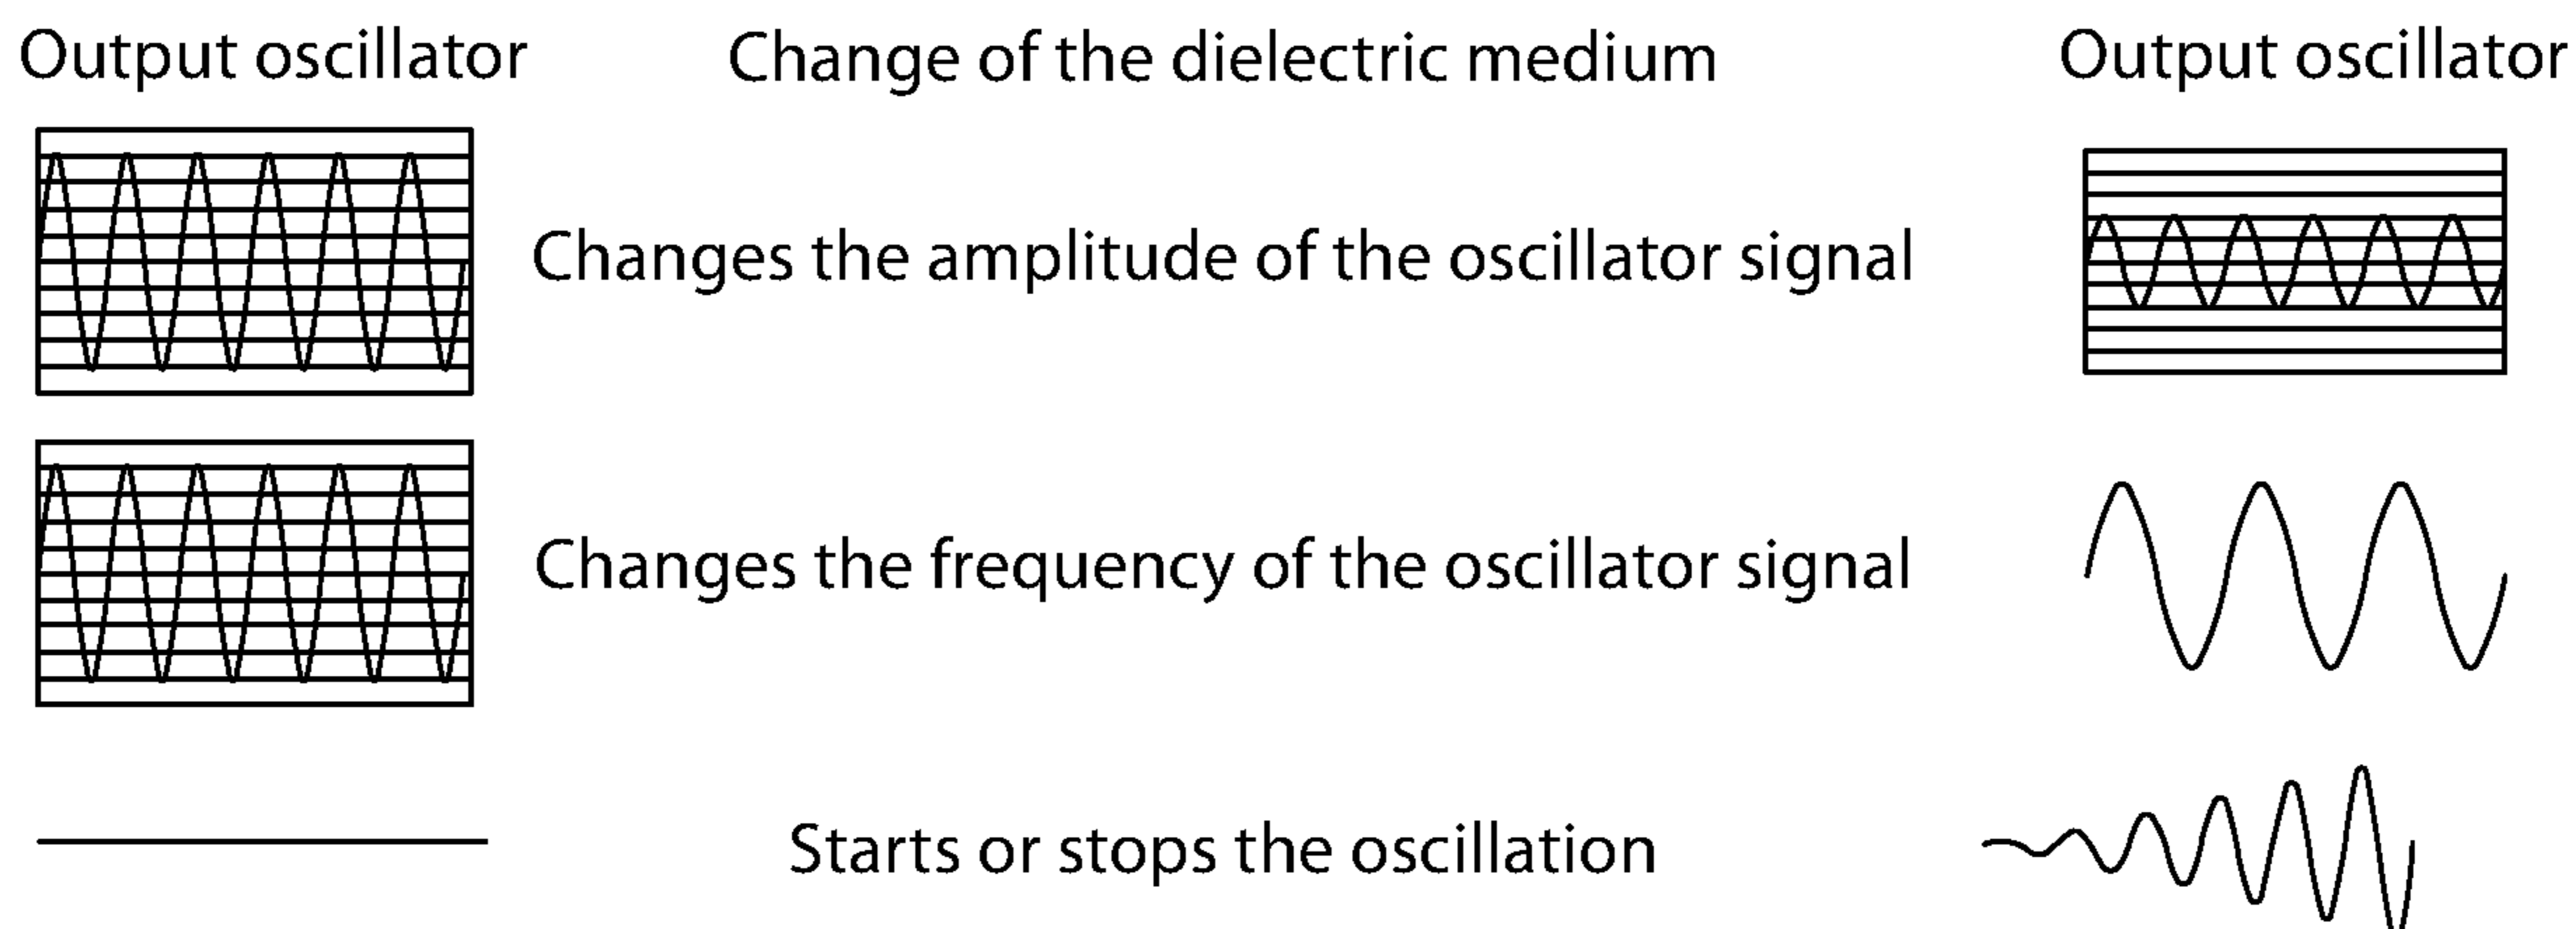 Output oscillator
Change of the dielectric medium
Output oscillator
Changes the amplitude of the oscillator signal
Changes the frequency of the oscillator signal
Starts or stops the oscillation